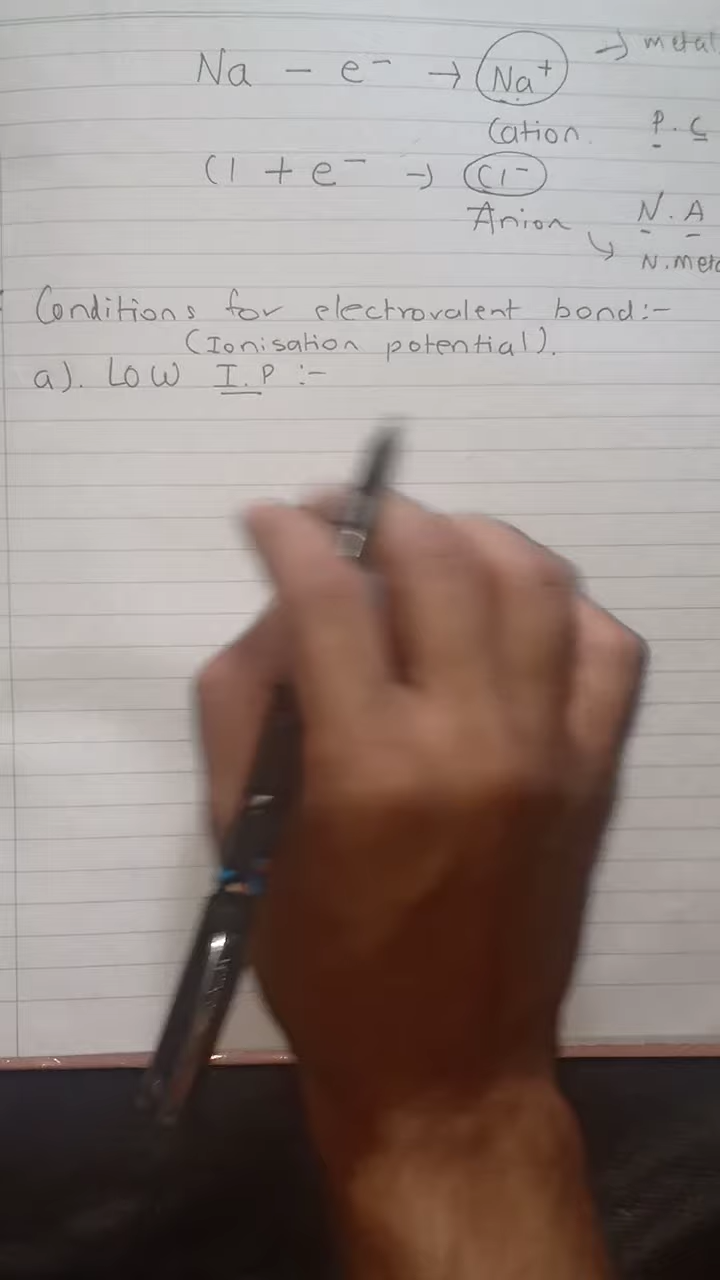 Na - e⁻ → Na⁺ → metal
Cation. P.C
Cl + e⁻ → Cl⁻
Anion N.A
N.meta
Conditions for electrovalent bond:-
(Ionisation potential).
a). Low I.P :-